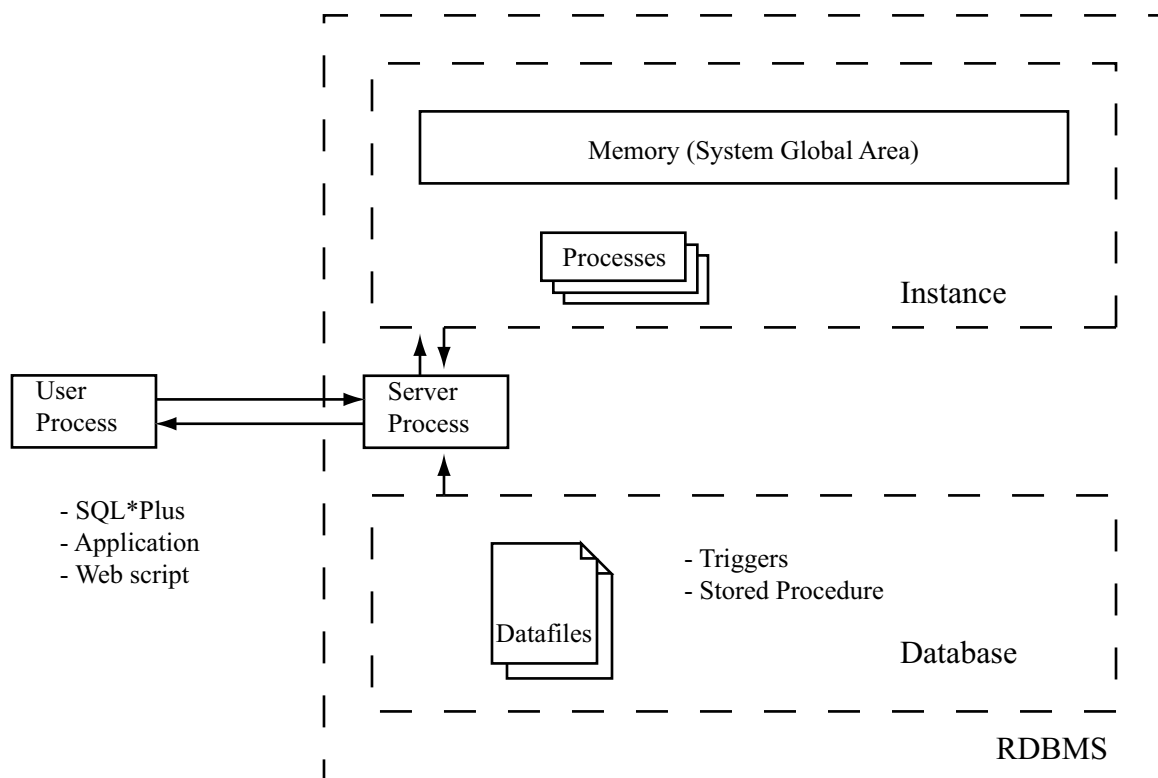 Memory (System Global Area)
Processes
Instance
User
Process
Server
Process
- SQL*Plus
- Application
- Web script
- Triggers
- Stored Procedure
Datafiles
Database
RDBMS